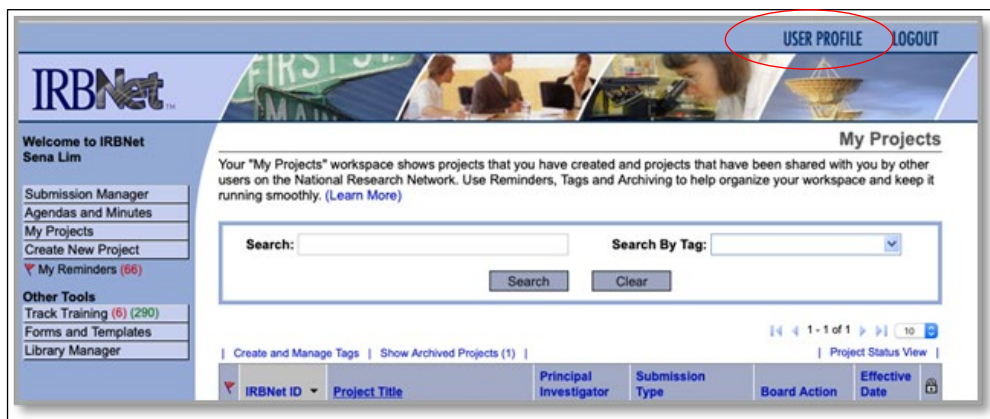 USER PROFILE LOGOUT
FIRST ST.
MAIN
IRBNet™
Welcome to IRBNet
Sena Lim
Submission Manager
Agendas and Minutes
My Projects
Create New Project
My Reminders (66)
Other Tools
Track Training (6) (290)
Forms and Templates
Library Manager
My Projects
Your "My Projects" workspace shows projects that you have created and projects that have been shared with you by other
users on the National Research Network. Use Reminders, Tags and Archiving to help organize your workspace and keep it
running smoothly. (Learn More)
Search: Search By Tag:
Search Clear
1 - 1 of 1 10
| Create and Manage Tags | Show Archived Projects (1) | | Project Status View |
IRBNet ID Project Title Principal Investigator Submission Type Board Action Effective Date